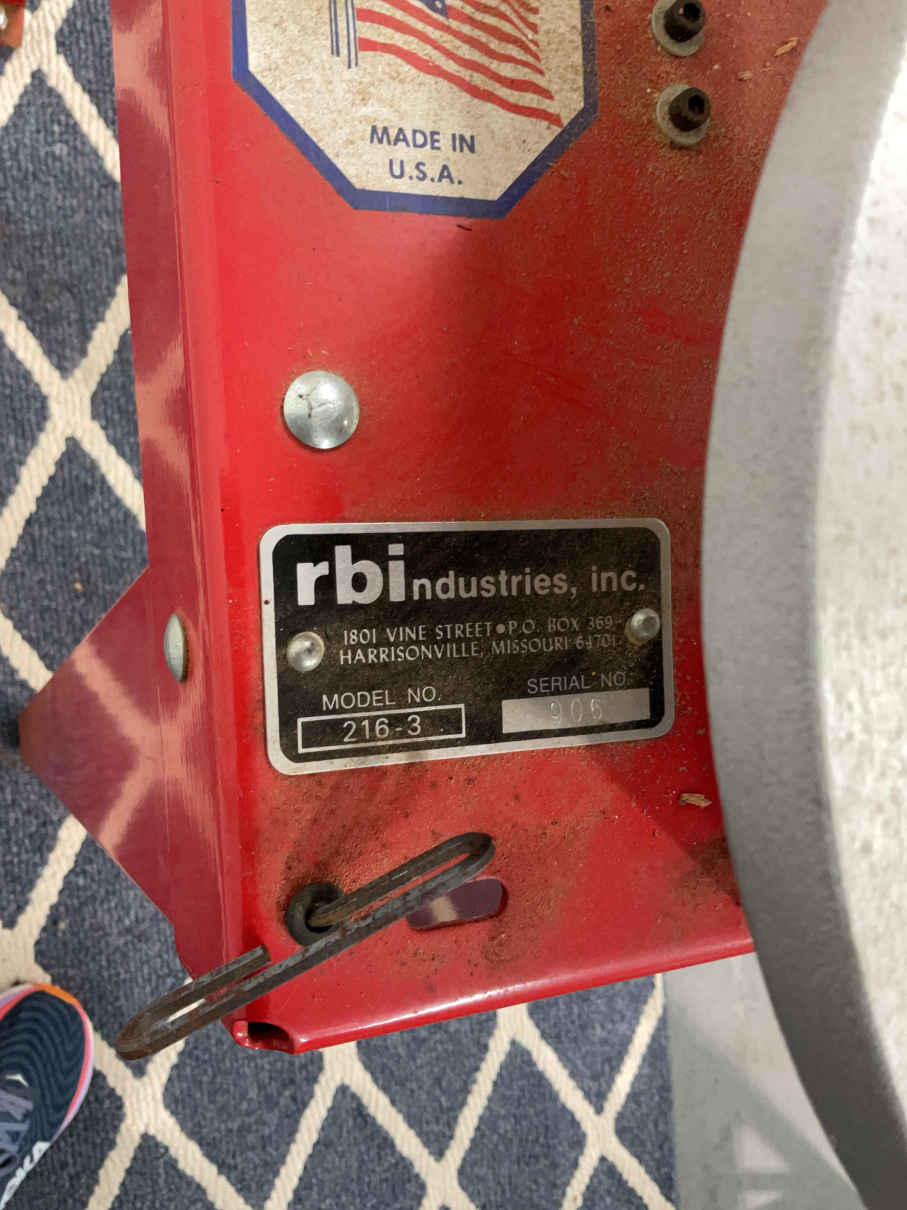 MADE IN
U.S.A.
rbindustries, inc.
1801 VINE STREET●P.O. BOX 369
HARRISONVILLE, MISSOURI 64701
MODEL NO.
216-3
SERIAL NO.
906